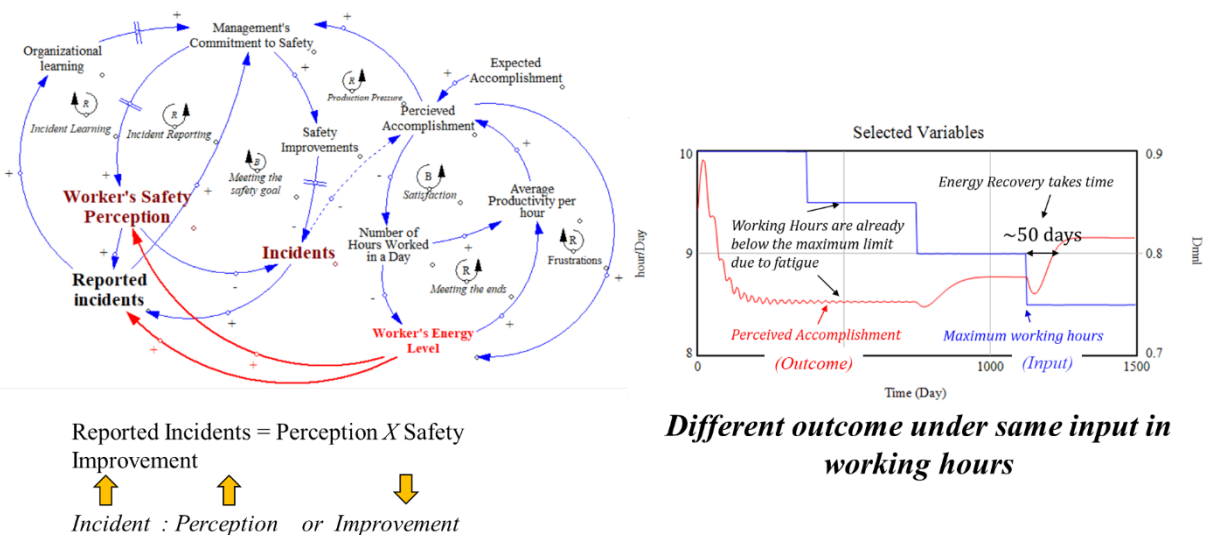 Management's
Commitment to Safety
Organizational
learning
Expected
Accomplishment
R
Production Pressure
R
Incident Learning
R
Incident Reporting
Percieved
Accomplishment
Safety
Improvements
B
Meeting the
safety goal
B
Satisfaction
Worker's Safety
Perception
Average
Productivity per
hour
Number of
Hours Worked
in a Day
Incidents
R
Frustrations
Reported
incidents
R
Meeting the ends
Worker's Energy
Level
+
-
Reported Incidents = Perception X Safety
Improvement
Incident : Perception or Improvement
Selected Variables
10
9
8
hour/Day
0.9
0.8
0.7
Dmnl
Energy Recovery takes time
~50 days
Working Hours are already
below the maximum limit
due to fatigue
Perceived Accomplishment
(Outcome)
Maximum working hours
(Input)
0
1000
1500
Time (Day)
Different outcome under same input in
working hours